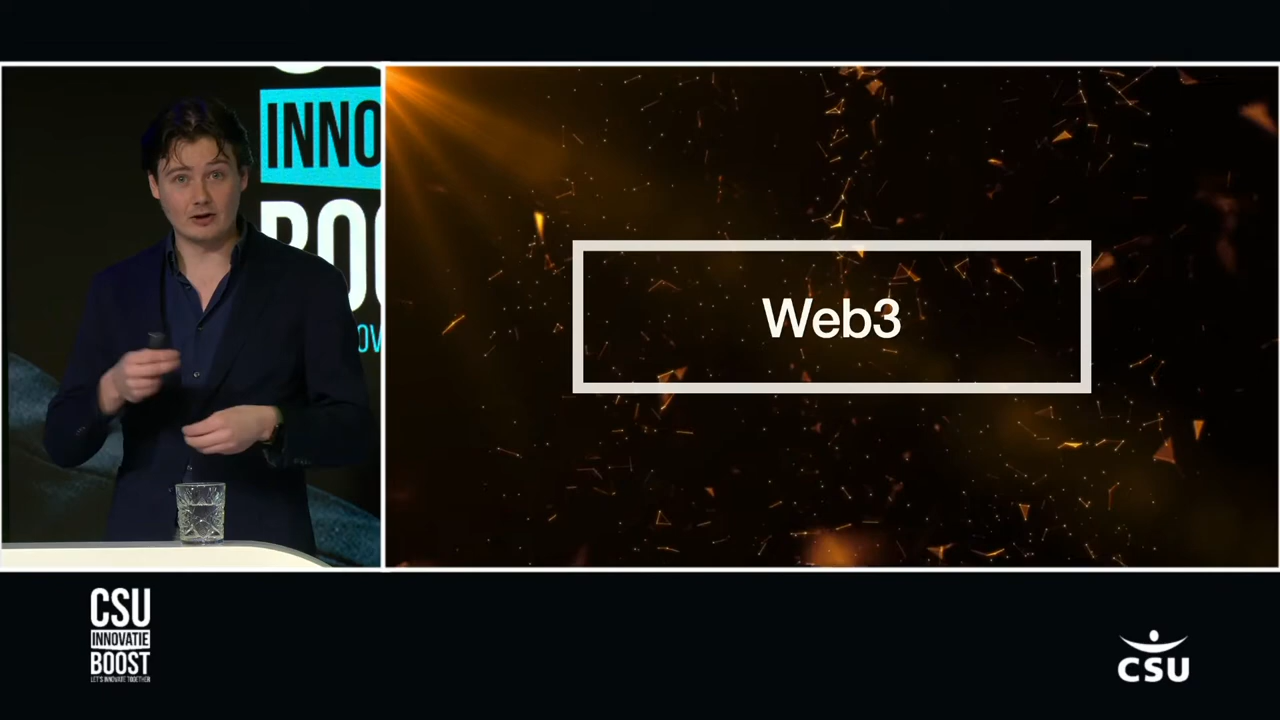 INNO
BOO
OV
Web3
CSU
INNOVATIE
BOOST
LET'S INNOVATE TOGETHER
CSU